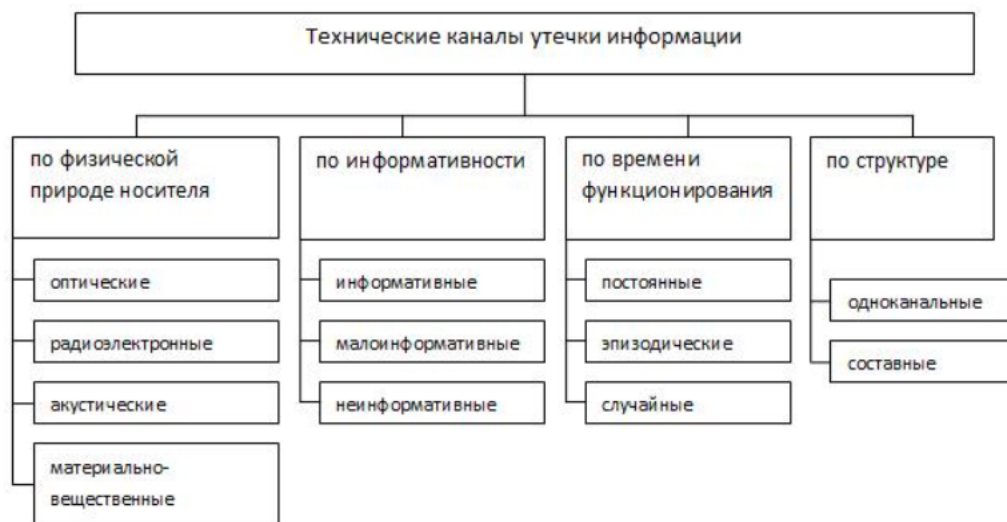 Технические каналы утечки информации
по физической
природе носителя
оптические
радиоэлектронные
акустические
материально-
вещественные
по информативности
информативные
малоинформативные
неинформативные
по времени
функционирования
постоянные
эпизодические
случайные
по структуре
одноканальные
составные